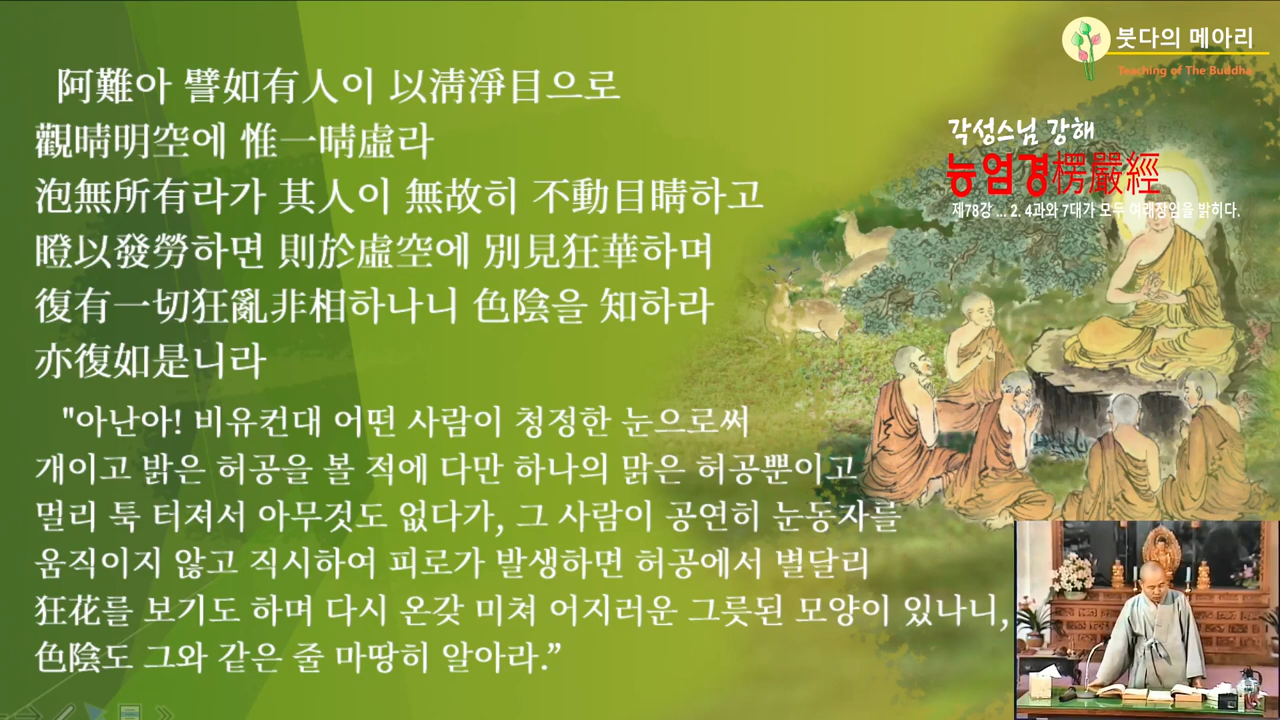 붓다의 메아리
Teaching of The Buddha
각성스님 강해
능엄경楞嚴經
제78강 ... 2. 4과와 7대가 모두 여래장임을 밝히다.
阿難아 譬如有人이 以淸淨目으로
觀晴明空에 惟一晴虛라
泡無所有라가 其人이 無故히 不動目睛하고
瞪以發勞하면 則於虛空에 別見狂華하며
復有一切狂亂非相하나니 色陰을 知하라
亦復如是니라
"아난아! 비유컨대 어떤 사람이 청정한 눈으로써
개이고 밝은 허공을 볼 적에 다만 하나의 맑은 허공뿐이고
멀리 툭 터져서 아무것도 없다가, 그 사람이 공연히 눈동자를
움직이지 않고 직시하여 피로가 발생하면 허공에서 별달리
狂花를 보기도 하며 다시 온갖 미쳐 어지러운 그릇된 모양이 있나니,
色陰도 그와 같은 줄 마땅히 알아라.”